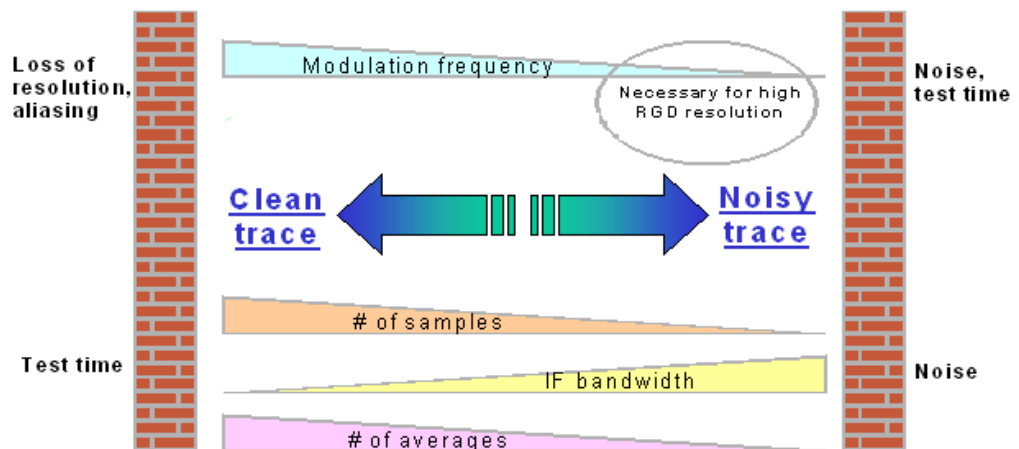 Loss of
resolution,
aliasing
Modulation frequency
Necessary for high
RGD resolution
Noise,
test time
Clean
trace
Noisy
trace
# of samples
Test time
IF bandwidth
Noise
# of averages